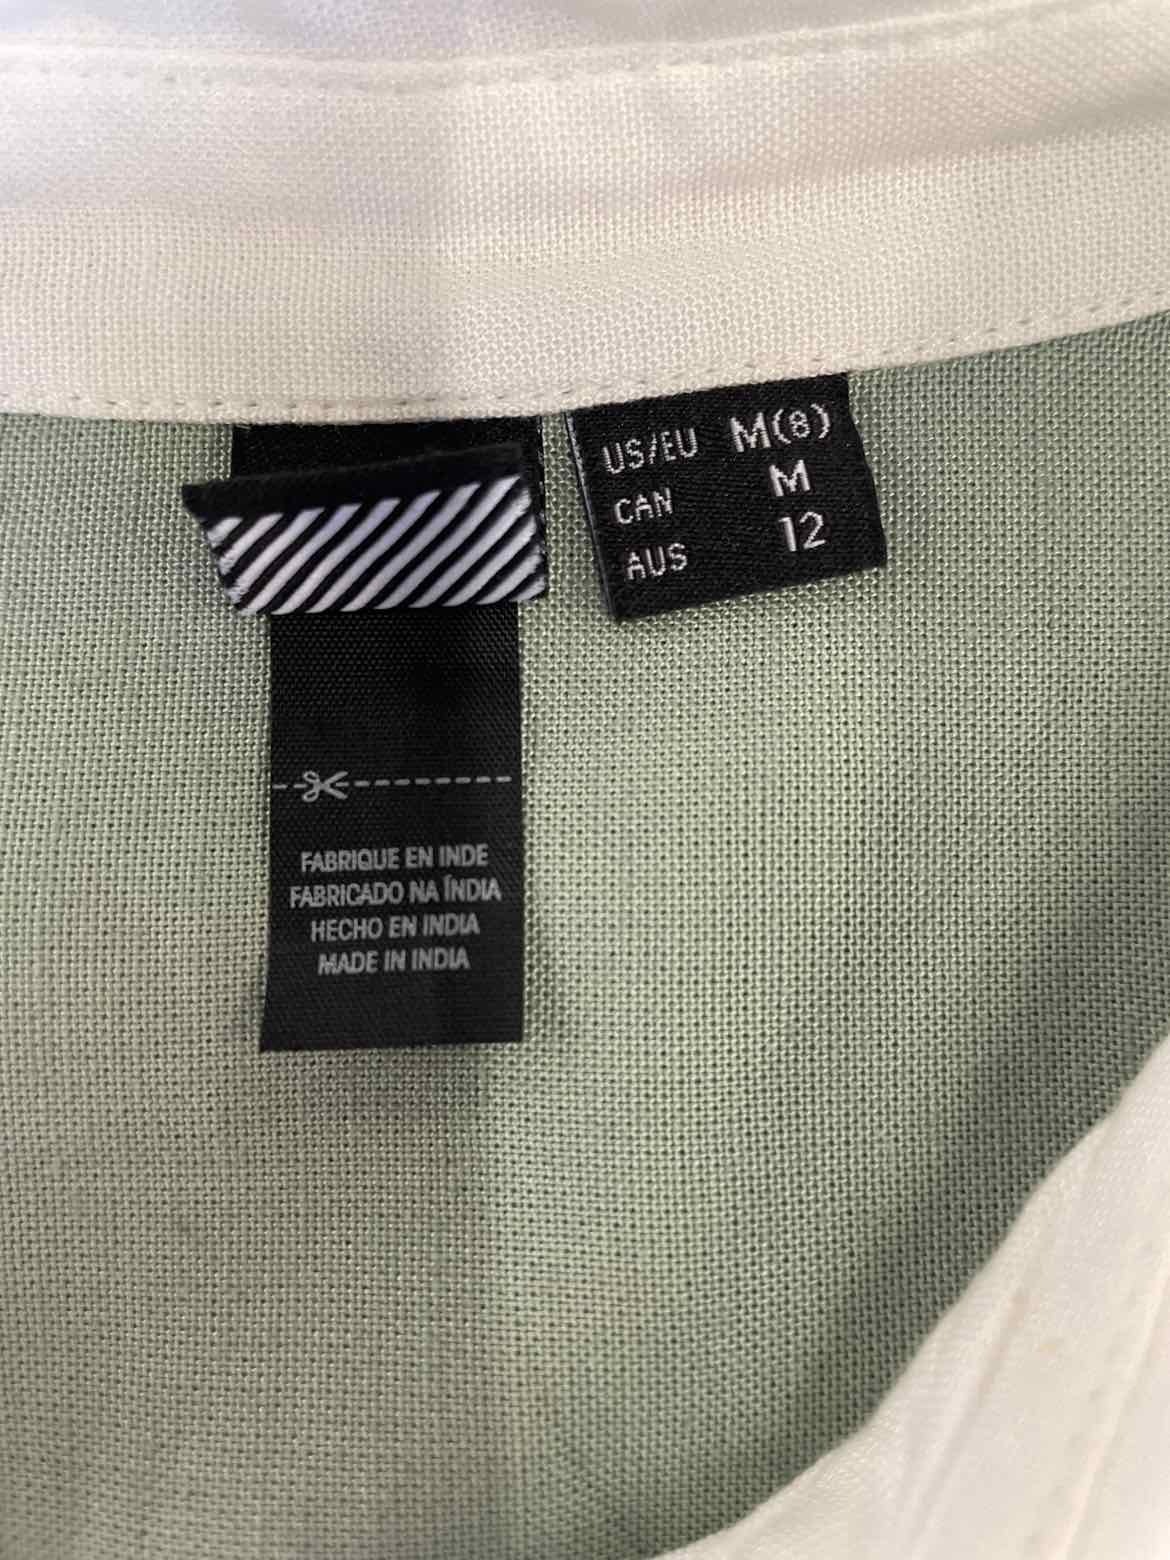 US/EU M(8)
CAN M
AUS 12
FABRIQUE EN INDE
FABRICADO NA ÍNDIA
HECHO EN INDIA
MADE IN INDIA